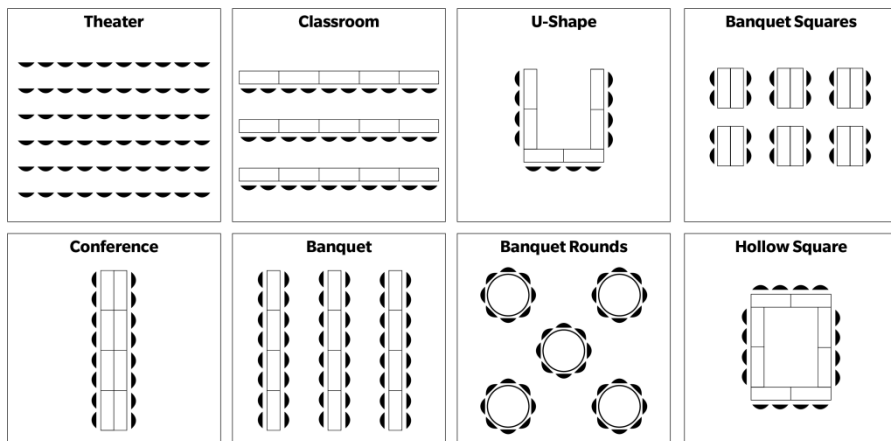 Theater
Classroom
U-Shape
Banquet Squares
Conference
Banquet
Banquet Rounds
Hollow Square